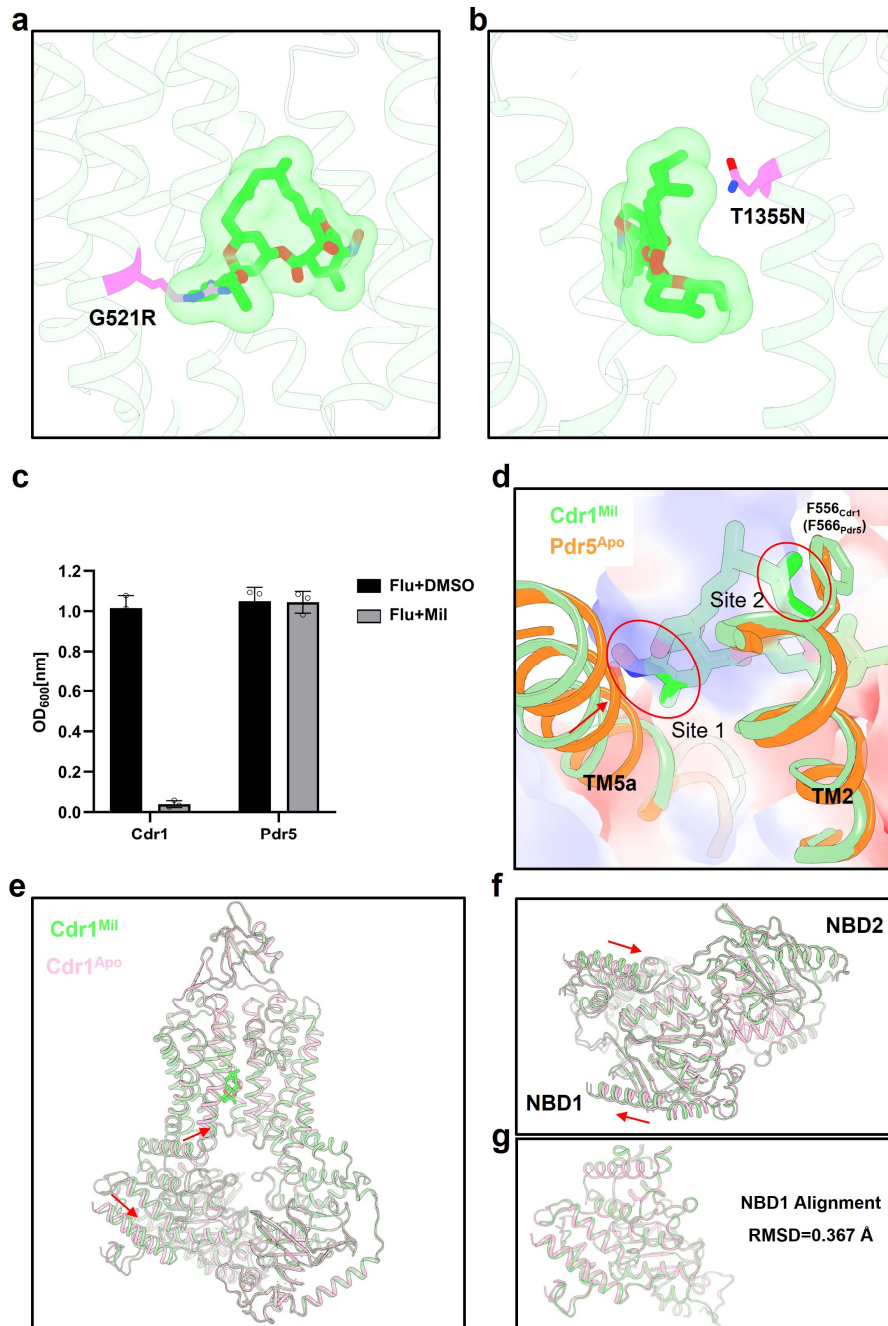 a
G521R
b
T1355N
c
1.2
1.0
0.8
0.6
0.4
0.2
0.0
OD600[nm]
Cdr1
Pdr5
Flu+DMSO
Flu+Mil
d
Cdr1Mil
Pdr5Apo
F556Cdr1
(F566Pdr5)
Site 2
Site 1
TM5a
TM2
e
Cdr1Mil
Cdr1Apo
f
NBD2
NBD1
g
NBD1 Alignment
RMSD=0.367 Å